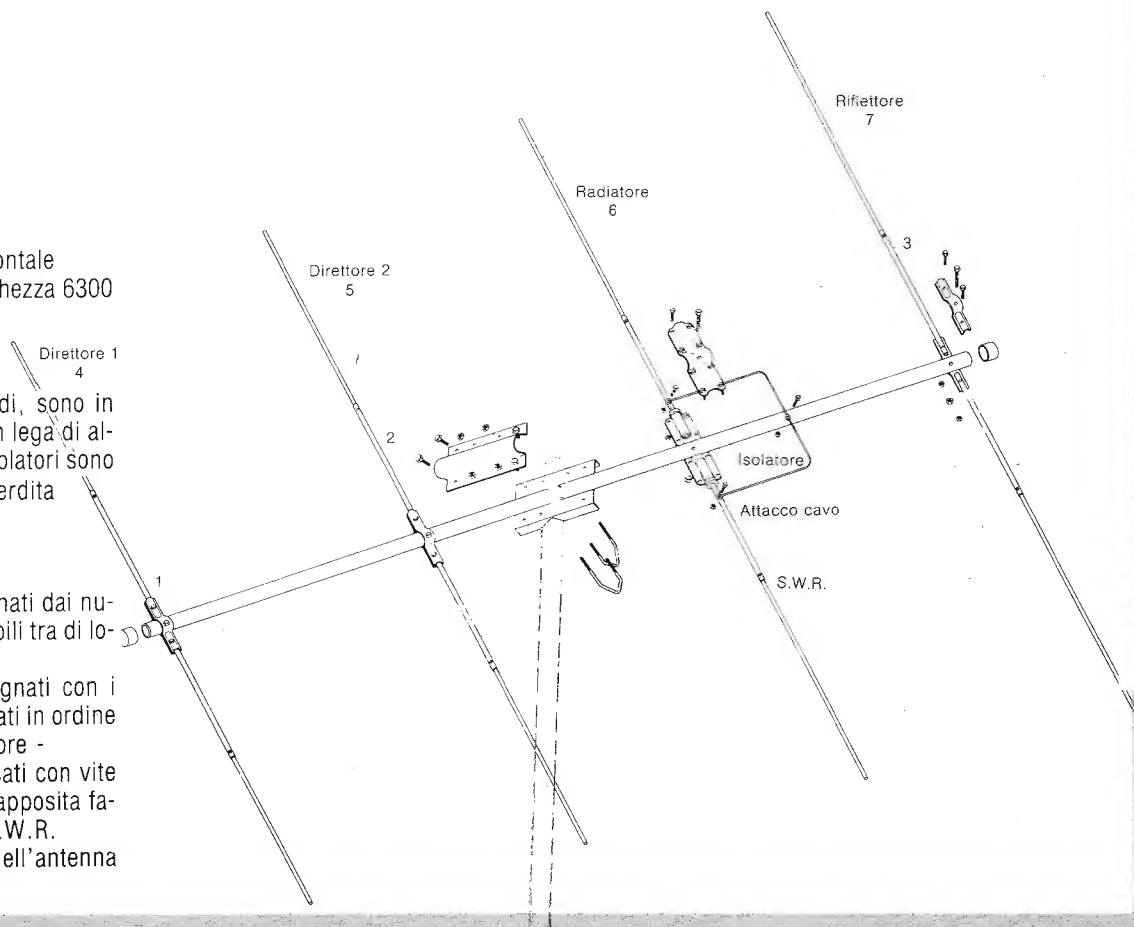 ontale
hezza 6300
di, sono in
n lega di al-
olatori sono
erdita
nati dai nu-
bili tra di lo-
gnati con i
ati in ordine
ore -
sati con vite
apposita fa-
.W.R.
ell'antenna
Direttore 1
4
1
Direttore 2
5
2
Radiatore
6
Isolatore
Attacco cavo
S.W.R.
Riflettore
7
3